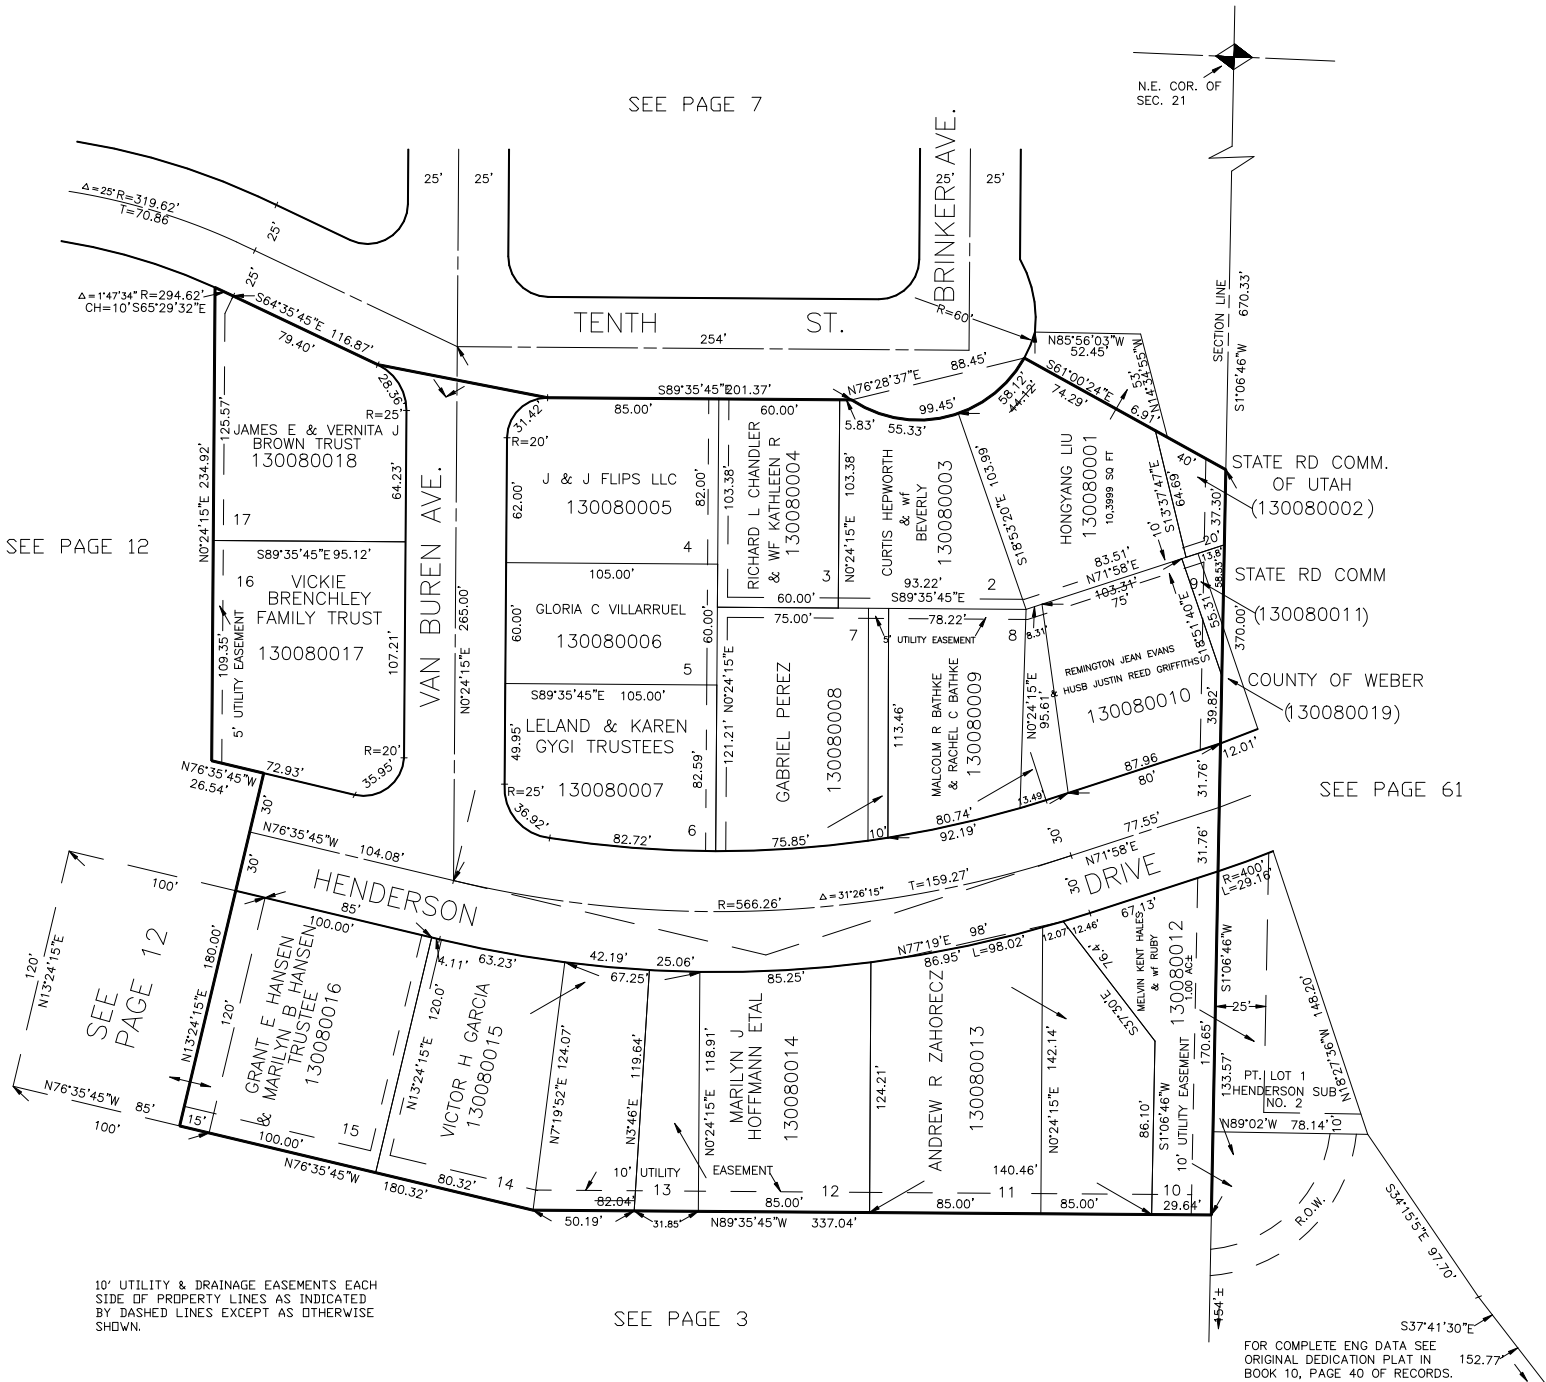 N.E. COR. OF
SEC. 21
SEE PAGE 7
BRINKER AVE.
25'
25'
25'
25'
Δ=25° R=319.62'
T=70.86
25'
25'
Δ=1°47'34" R=294.62'
CH=10' S65°29'32"E
S64°35'45"E 116.87'
79.40'
28.36'
R=25'
TENTH ST.
254'
R=60'
88.45'
N76°28'37"E
S89°35'45"E 201.37'
N85°56'03"W
52.45'
N14°34'55"W
53'
S61°00'24"E
74.29'
6.91'
SECTION LINE
S1°06'46"W 670.33'
31.42'
R=20'
85.00'
60.00'
5.83'
55.33'
99.45'
58.12'
44.12'
40'
125.57'
JAMES E & VERNITA J
BROWN TRUST
130080018
64.23'
N0°24'15"E 234.92'
17
S89°35'45"E 95.12'
16
VICKIE
BRENCHLEY
FAMILY TRUST
130080017
109.35'
5' UTILITY EASEMENT
107.21'
R=20'
35.95'
72.93'
N76°35'45"W
26.54'
SEE PAGE 12
VAN BUREN AVE.
N0°24'15"E 265.00'
J & J FLIPS LLC
130080005
62.00'
82.00'
4
105.00'
GLORIA C VILLARRUEL
130080006
60.00'
60.00'
5
S89°35'45"E 105.00'
LELAND & KAREN
GYGI TRUSTEES
130080007
49.95'
82.59'
R=25'
36.92'
6
82.72'
103.38'
RICHARD L CHANDLER
& WF KATHLEEN R
130080004
3
60.00'
N0°24'15"E 103.38'
CURTIS HEPWORTH
& wf
BEVERLY
130080003
93.22'
2
S89°35'45"E
S18°53'20"E 103.99'
HONGYANG LIU
130080001
10,3999 SQ FT
S13°37'47"E
64.69'
10'
83.51'
N71°58'E
103.31'
75'
37.30'
20'
13.8'
58.53'
STATE RD COMM.
OF UTAH
(130080002)
STATE RD COMM
(130080011)
COUNTY OF WEBER
(130080019)
9
S18°51'40"E
55.31'
370.00'
39.82'
75.00'
78.22'
7
8
5' UTILITY EASEMENT
8.31'
121.21' N0°24'15"E
GABRIEL PEREZ
130080008
113.46'
MALCOLM R BATHKE
& RACHEL C BATHKE
130080009
N0°24'15"E
95.61'
REMINGTON JEAN EVANS
& HUSB JUSTIN REED GRIFFITHS
130080010
75.85'
10'
80.74'
92.19'
13.49'
87.96
80'
12.01'
31.76'
31.76'
SEE PAGE 61
30'
30'
N76°35'45"W
104.08'
HENDERSON DRIVE
R=566.26'
Δ=31°26'15"
T=159.27'
30'
30'
N71°58'E
77.55'
R=400'
L=29.16'
100'
120'
N13°24'15"E
SEE
PAGE 12
N76°35'45"W 85'
100'
180.00'
N13°24'15"E
15'
85'
100.00'
120'
GRANT E HANSEN
& MARILYN B HANSEN
TRUSTEE
130080016
15
100.00'
N76°35'45"W
180.32'
4.11'
63.23'
N13°24'15"E 120.0'
VICTOR H GARCIA
130080015
80.32'
14
42.19'
67.25'
25.06'
N7°19'52"E 124.07'
N3°46'E 119.64'
N0°24'15"E 118.91'
10' UTILITY EASEMENT
13
82.04'
50.19'
31.85'
85.25'
MARILYN J
HOFFMANN ETAL
130080014
12
85.00'
N89°35'45"W 337.04'
124.21'
N77°19'E 98'
86.95' L=98.02'
ANDREW R ZAHORECZ
130080013
140.46'
11
85.00'
N0°24'15"E 142.14'
12.07'
12.46'
67.13'
76.4'
S37°30'E
MELVIN KENT HALES
& wf RUBY
130080012
1.00 AC±
86.10'
S1°06'46"W
10' UTILITY EASEMENT
10
85.00'
29.64'
170.65'
S1°06'46"W
133.57'
25'
N18°27'36"W 148.20'
PT. LOT 1
HENDERSON SUB
NO. 2
N89°02'W 78.14'
10'
R.O.W.
S34°15'5"E 97.70'
S37°41'30"E
152.77'
154'±
10' UTILITY & DRAINAGE EASEMENTS EACH
SIDE OF PROPERTY LINES AS INDICATED
BY DASHED LINES EXCEPT AS OTHERWISE
SHOWN.
SEE PAGE 3
FOR COMPLETE ENG DATA SEE
ORIGINAL DEDICATION PLAT IN
BOOK 10, PAGE 40 OF RECORDS.